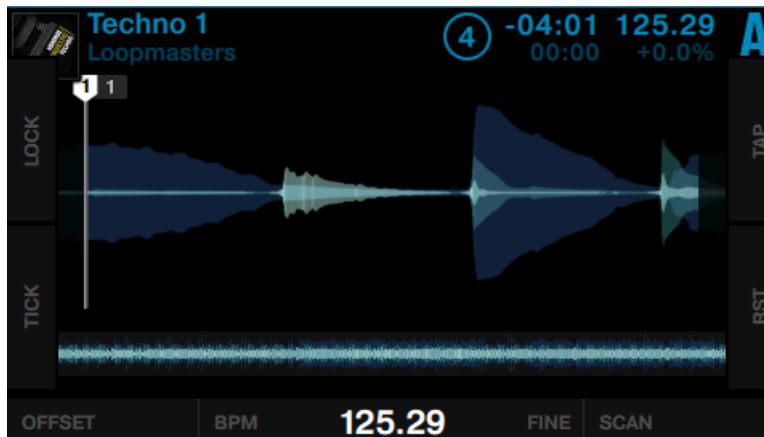 Techno 1
Loopmasters
4
-04:01 125.29
00:00 +0.0%
A
1 1
LOCK
TAP
TICK
BST
OFFSET BPM 125.29 FINE SCAN